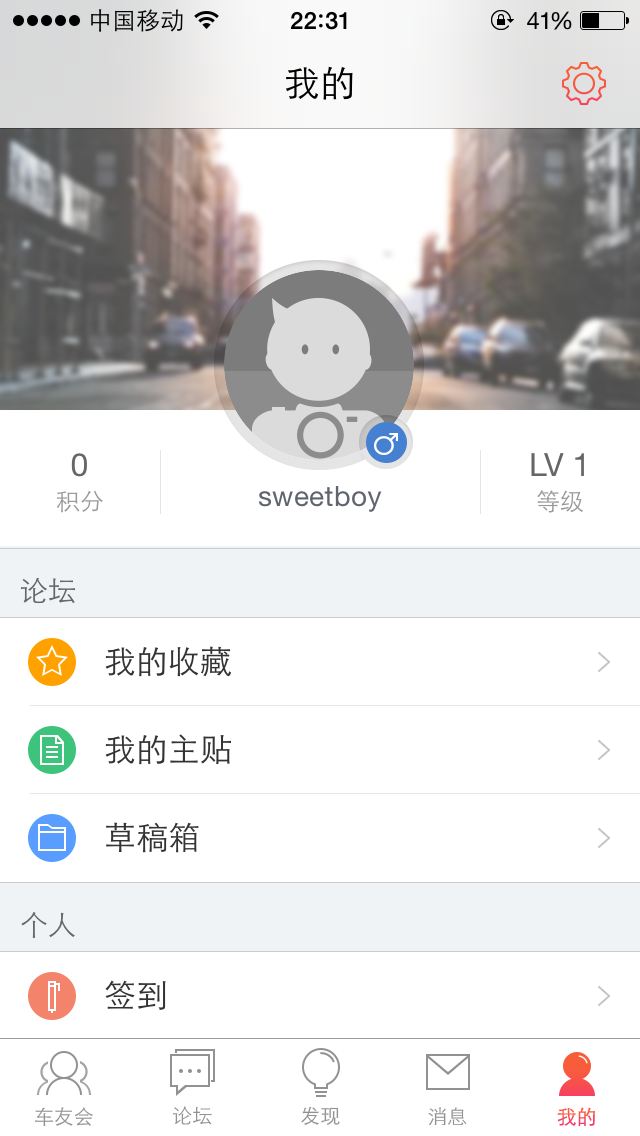 中国移动 22:31 41%
我的
0
积分
sweetboy
LV 1
等级
论坛
我的收藏
我的主贴
草稿箱
个人
签到
车友会 论坛 发现 消息 我的